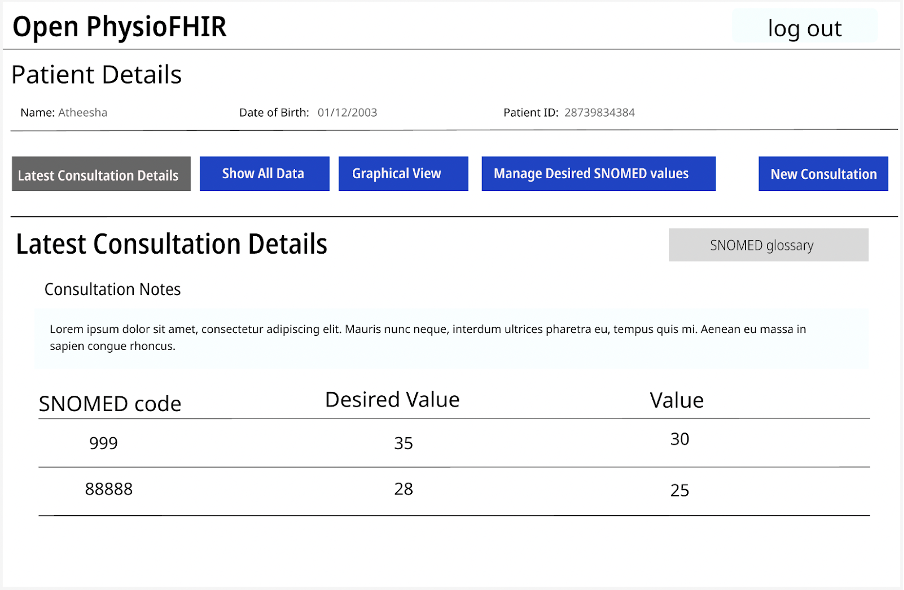 Open PhysioFHIR
log out
Patient Details
Name: Atheesha Date of Birth: 01/12/2003 Patient ID: 28739834384
Latest Consultation Details Show All Data Graphical View Manage Desired SNOMED values New Consultation
Latest Consultation Details
SNOMED glossary
Consultation Notes
Lorem ipsum dolor sit amet, consectetur adipiscing elit. Mauris nunc neque, interdum ultrices pharetra eu, tempus quis mi. Aenean eu massa in
sapien congue rhoncus.
SNOMED code Desired Value Value
999 35 30
88888 28 25